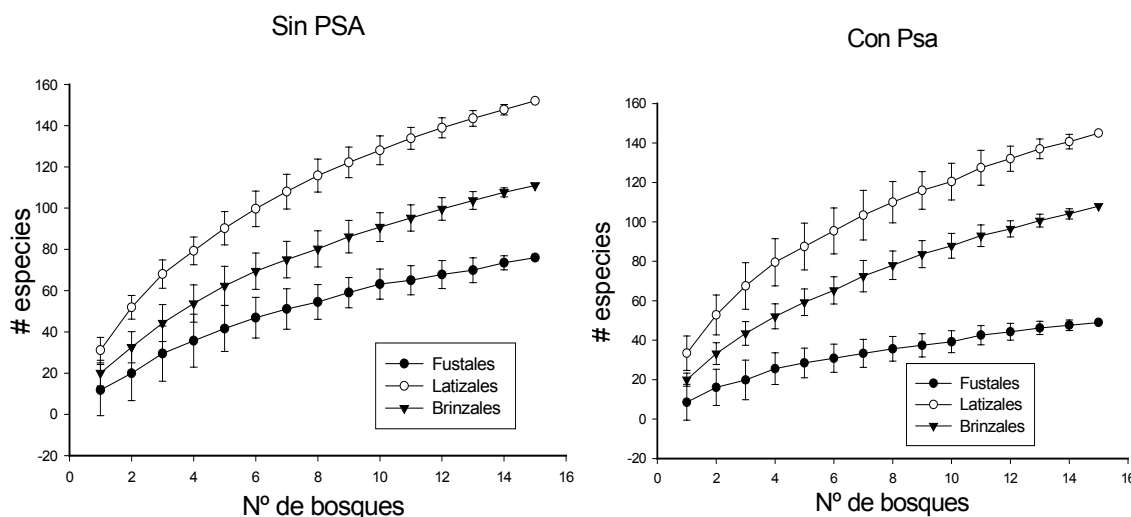 Sin PSA
160
140
120
100
80
60
40
20
0
-20
# especies
0 2 4 6 8 10 12 14 16
Nº de bosques
Fustales
Latizales
Brinzales
Con Psa
160
140
120
100
80
60
40
20
0
-20
# especies
0 2 4 6 8 10 12 14 16
Nº de bosques
Fustales
Latizales
Brinzales